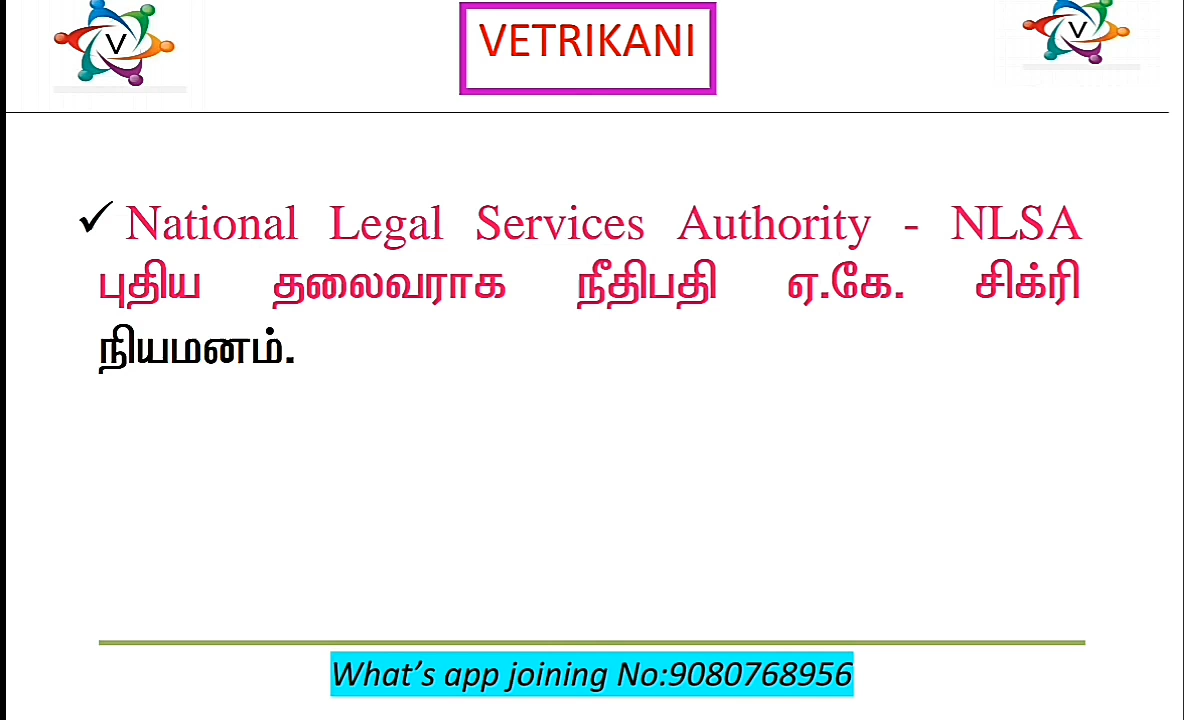 V
VETRIKANI
V
✓ National Legal Services Authority - NLSA
புதிய தலைவராக நீதிபதி ஏ.கே. சிக்ரி
நியமனம்.
What's app joining No:9080768956